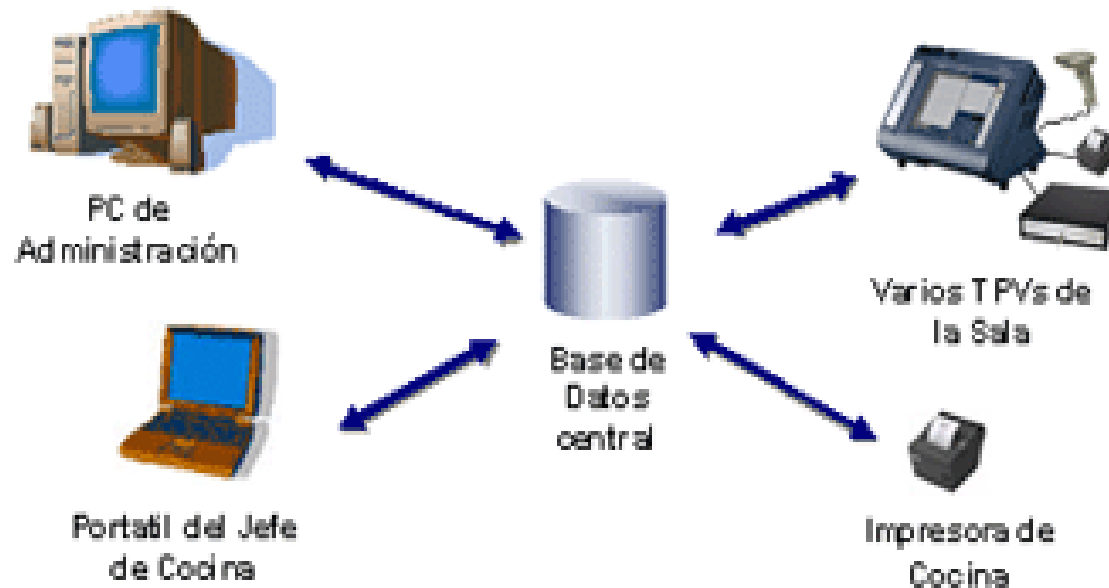 PC de
Administración
Varios TPVs de
la Sala
Base de
Datos
central
Portatil del Jefe
de Cocina
Impresora de
Cocina